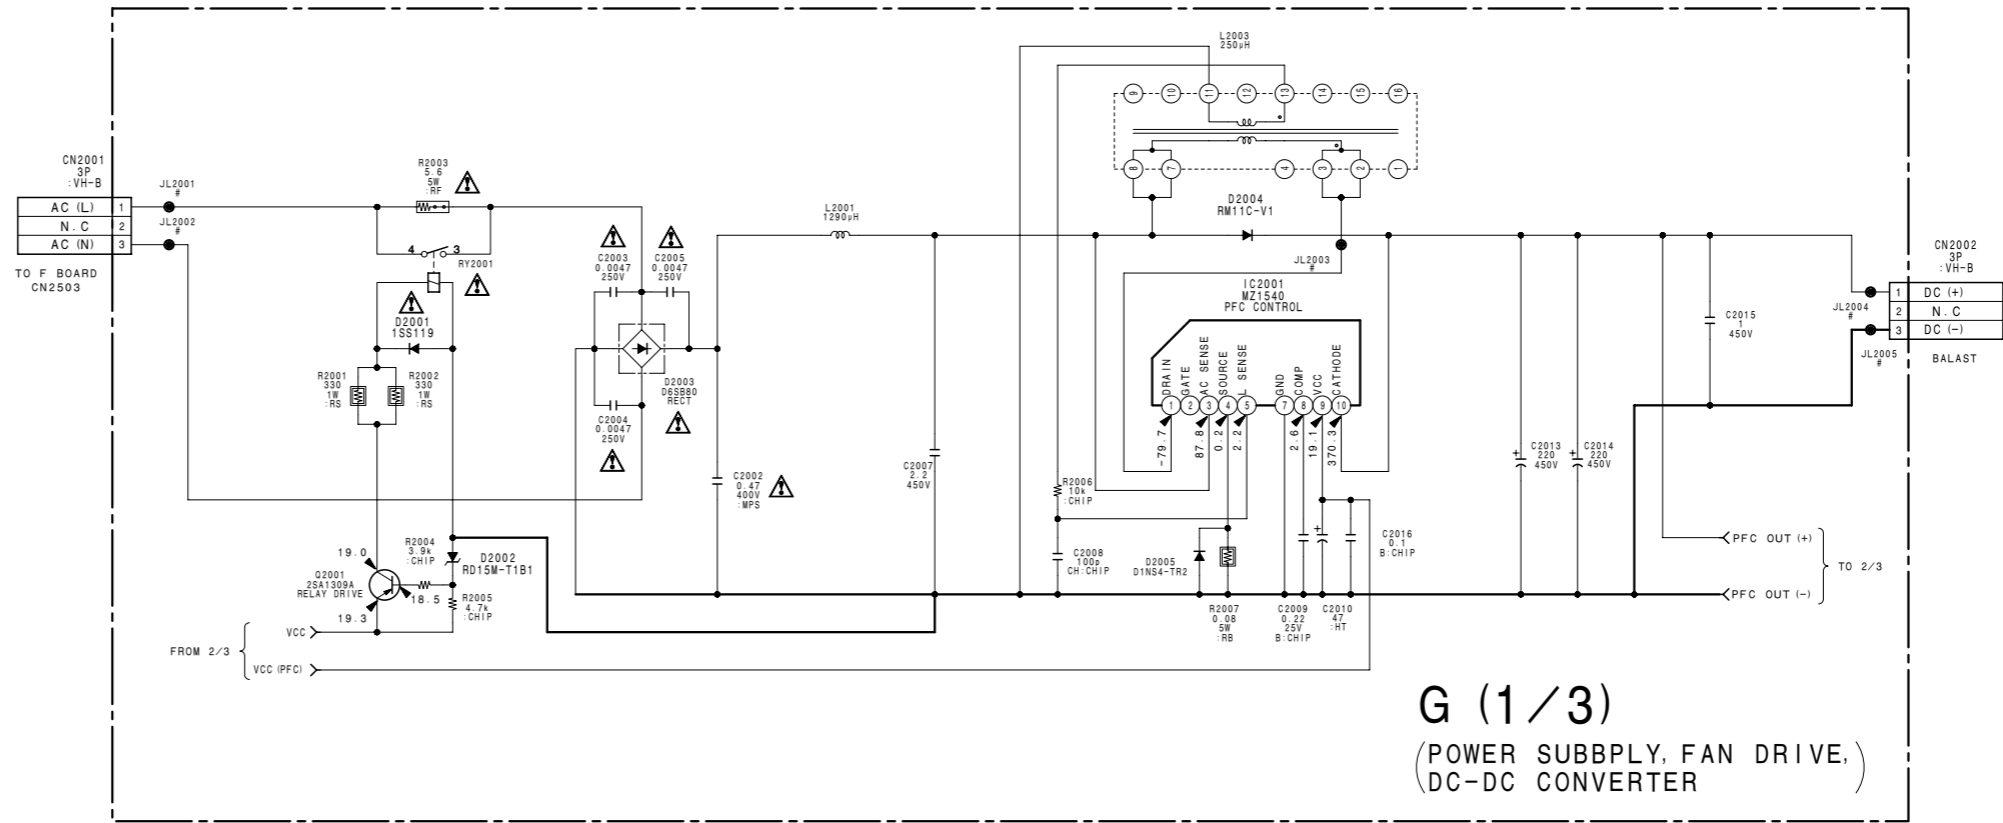 L2003
250μH
9 10 11 12 13 14 15 16
8 7 4 3 2 1
CN2001
3P
:VH-B
AC (L) 1
N.C 2
AC (N) 3
TO F BOARD
CN2503
JL2001
#
JL2002
#
R2003
5.6
5W
:RF
4 3
RY2001
D2001
1SS119
R2001
330
1W
:RS
R2002
330
1W
:RS
C2003
0.0047
250V
C2005
0.0047
250V
D2003
D6SB80
RECT
C2004
0.0047
250V
L2001
1290μH
C2002
0.47
400V
:MPS
C2007
2.2
450V
D2004
RM11C-V1
JL2003
#
IC2001
MZ1540
PFC CONTROL
DRAIN
GATE
AC SENSE
SOURCE
L SENSE
GND
COMP
VCC
CATHODE
1 2 3 4 5 7 8 9 10
-79.7
87.8
0.2
2.2
2.6
19.1
370.3
R2006
10k
:CHIP
C2008
100p
CH:CHIP
D2005
D1NS4-TR2
R2007
0.08
5W
:RB
C2009
0.22
25V
B:CHIP
+
C2010
47
:HT
C2016
0.1
B:CHIP
+
C2013
220
450V
+
C2014
220
450V
C2015
1
450V
JL2004
#
JL2005
#
CN2002
3P
:VH-B
1 DC (+)
2 N.C
3 DC (-)
BALAST
PFC OUT (+)
PFC OUT (-)
TO 2/3
R2004
3.9k
:CHIP
D2002
RD15M-T1B1
19.0
Q2001
2SA1309A
RELAY DRIVE
18.5
19.3
R2005
4.7k
:CHIP
FROM 2/3
VCC
VCC (PFC)
G (1/3)
(POWER SUBBPLY, FAN DRIVE,
DC-DC CONVERTER)